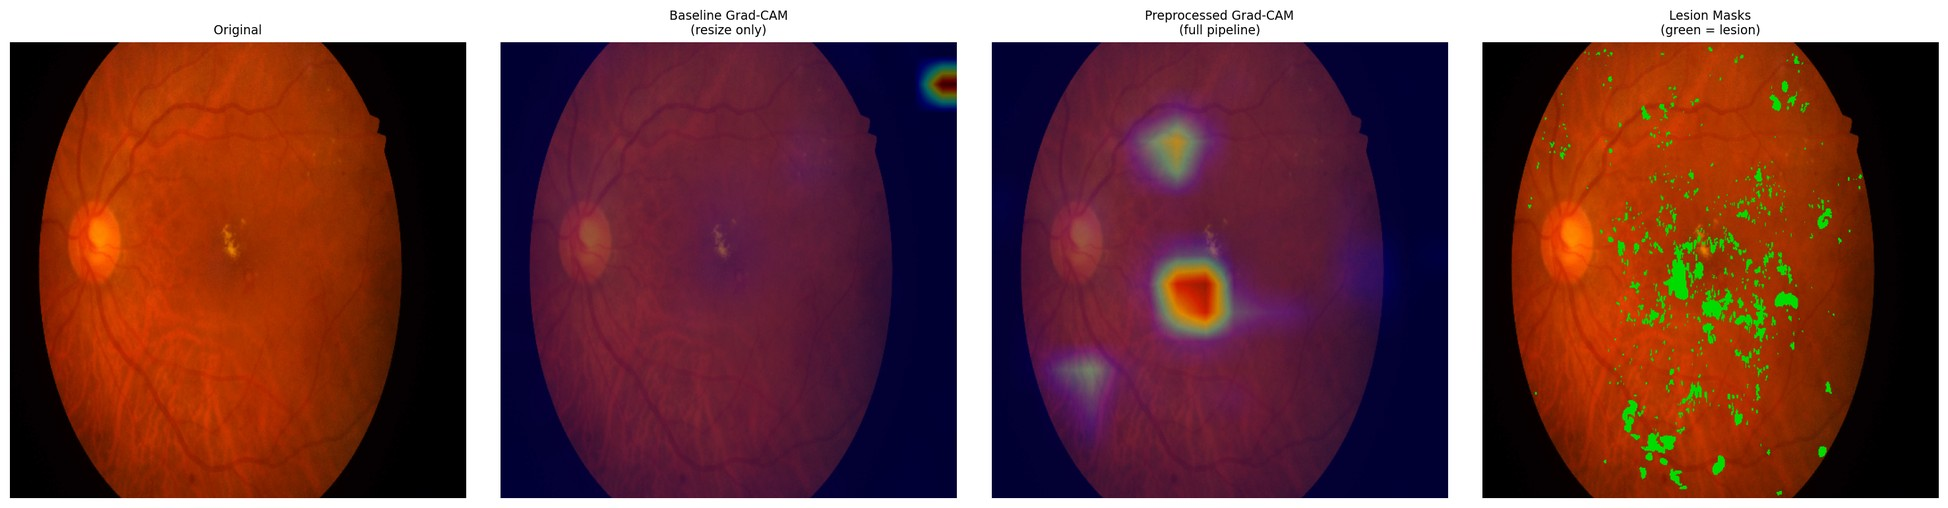 Original
Baseline Grad-CAM
(resize only)
Preprocessed Grad-CAM
(full pipeline)
Lesion Masks
(green = lesion)